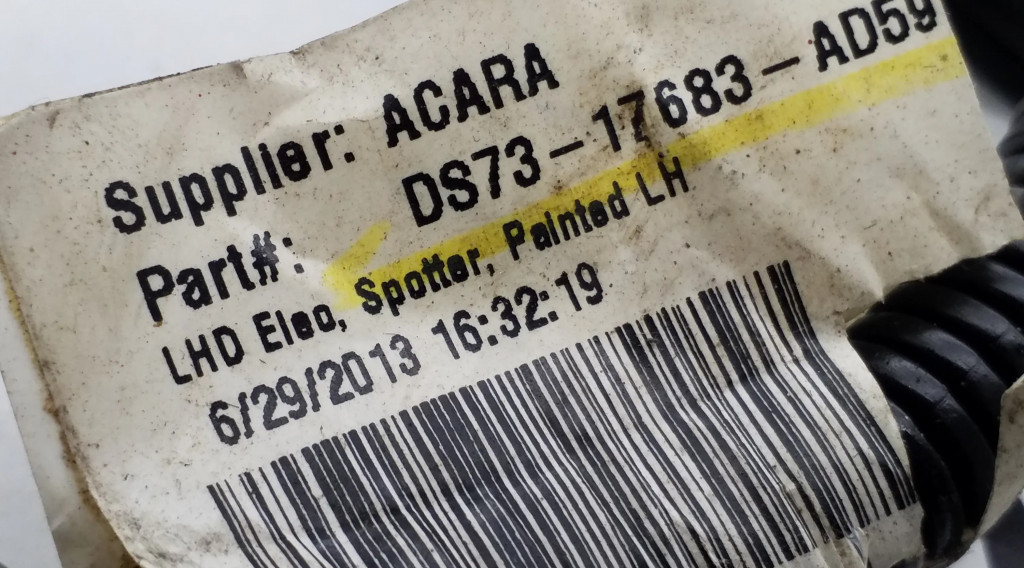 Supplier: ACARA
Part#: DS73-17683-AD59
LHD Elec, Spotter, Painted LH
6/29/2013 16:32:19